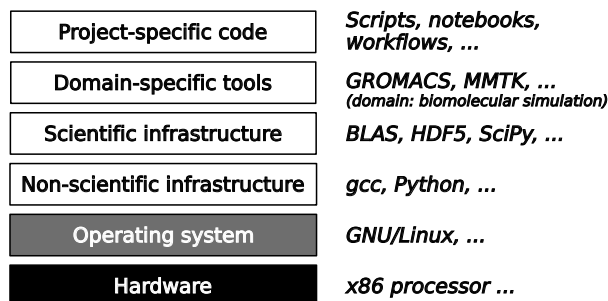 Project-specific code
Scripts, notebooks,
workflows, ...
Domain-specific tools
GROMACS, MMTK, ...
(domain: biomolecular simulation)
Scientific infrastructure
BLAS, HDF5, SciPy, ...
Non-scientific infrastructure
gcc, Python, ...
Operating system
GNU/Linux, ...
Hardware
x86 processor ...